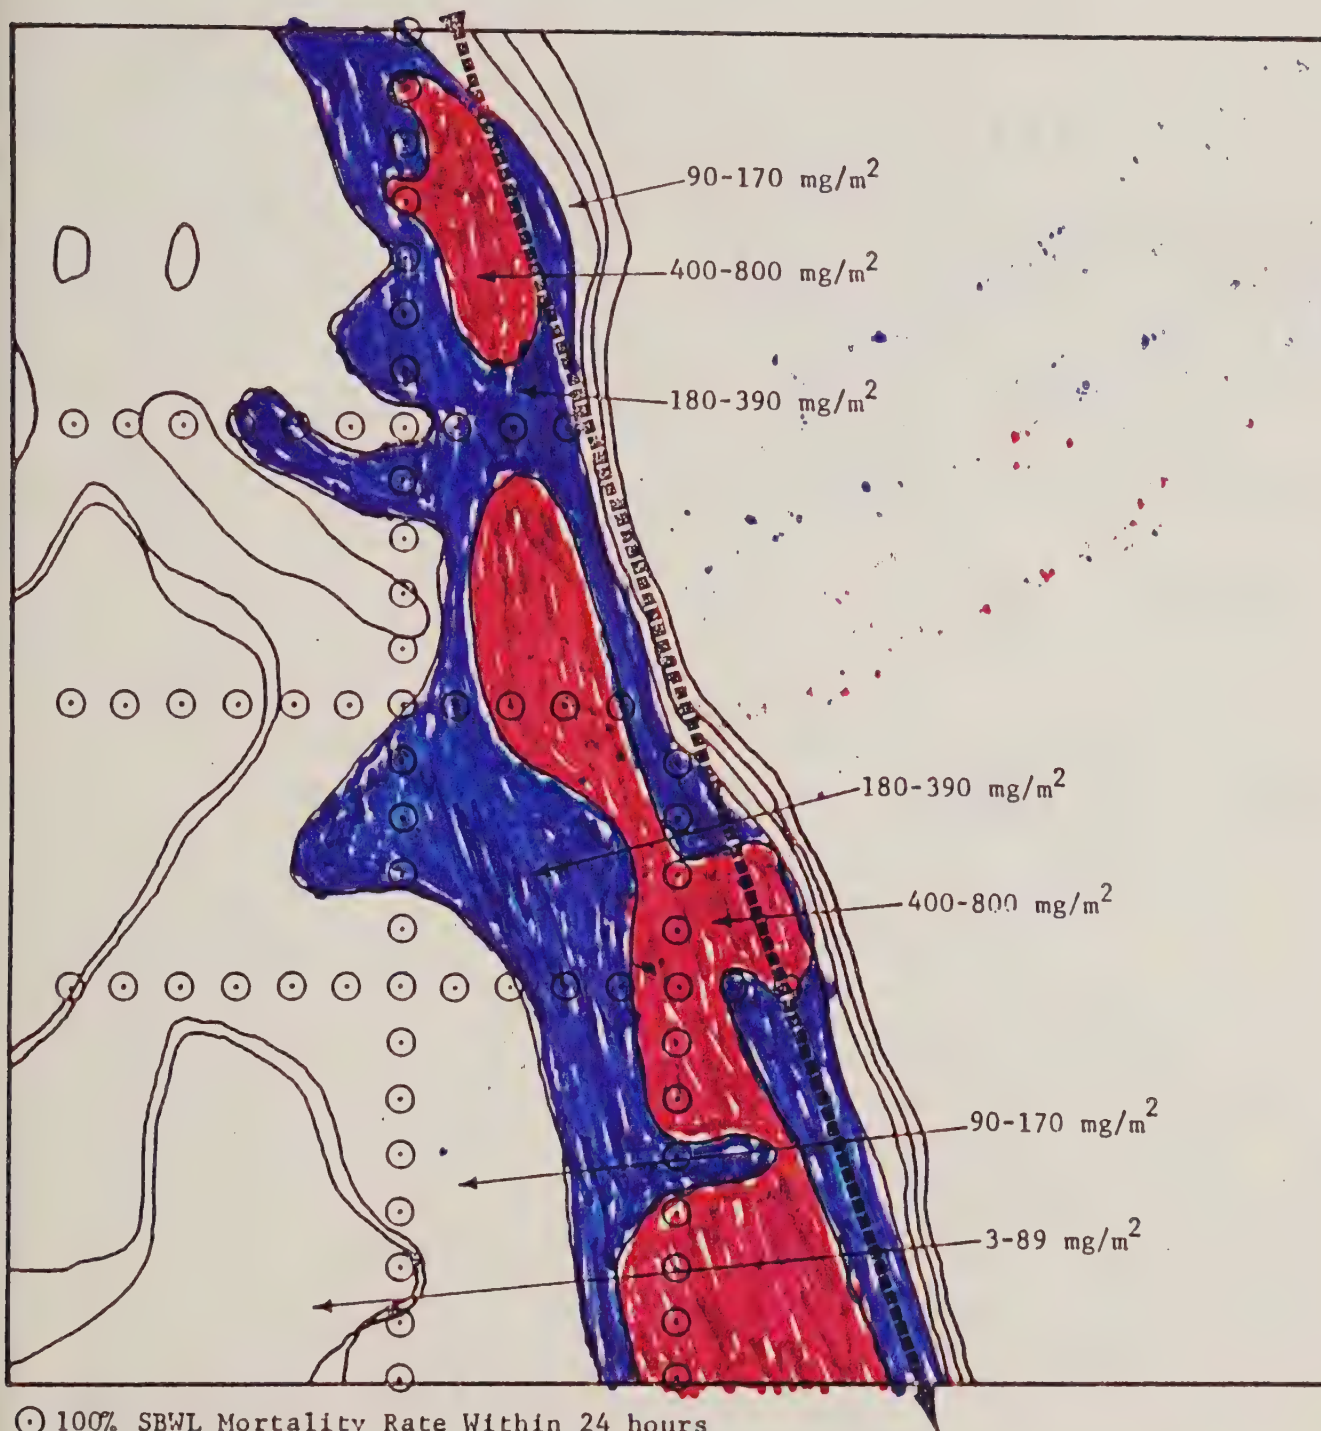 90-170 mg/m²
400-800 mg/m²
180-390 mg/m²
180-390 mg/m²
400-800 mg/m²
90-170 mg/m²
3-89 mg/m²
100% SBWL Mortality Rate Within 24 hours